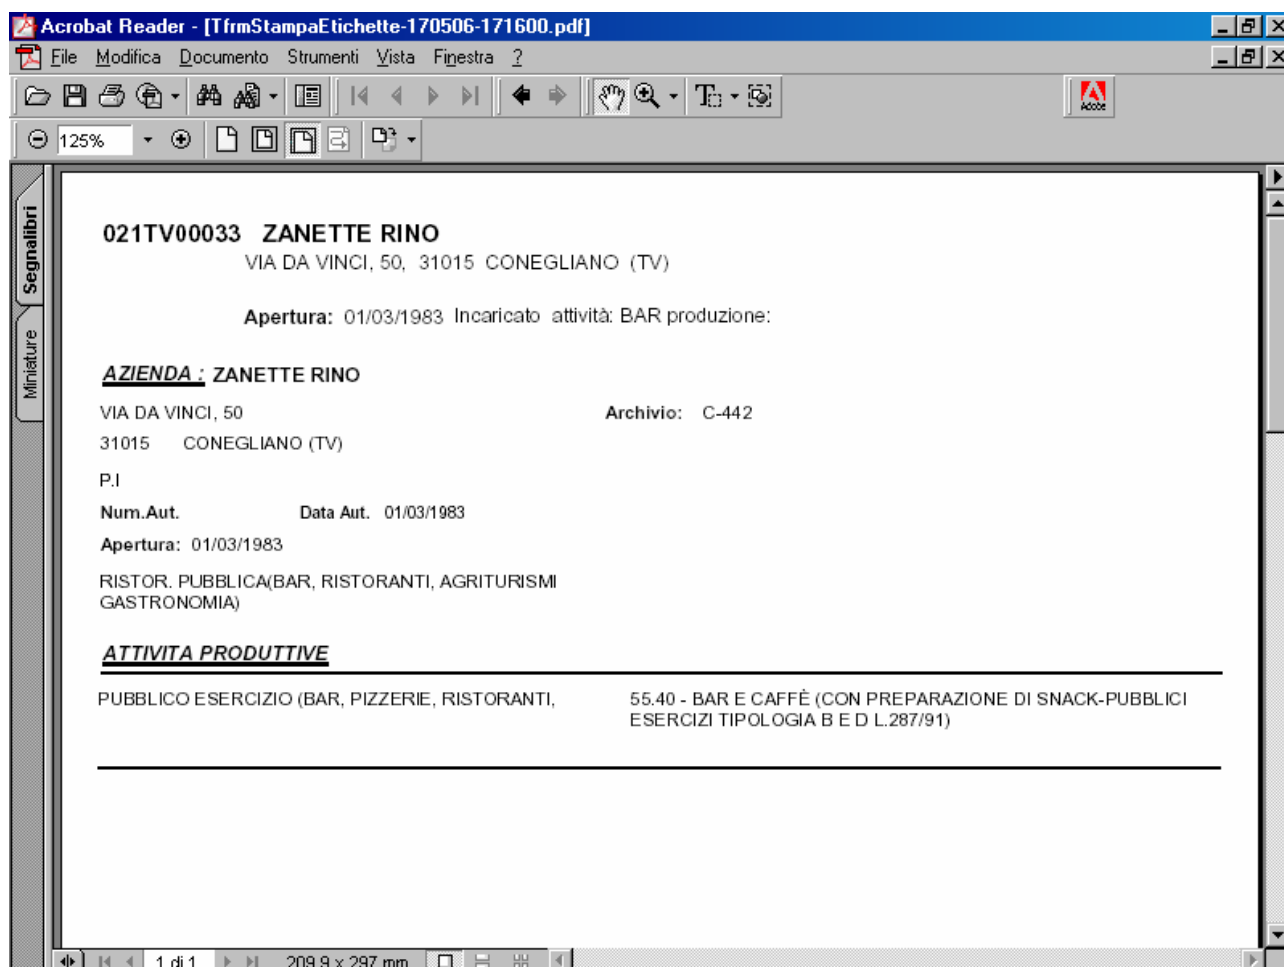 Acrobat Reader - [TfrmStampaEtichette-170506-171600.pdf]
File Modifica Documento Strumenti Vista Finestra ?
Adobe
125%
Segnalibri
Miniature
021TV00033 ZANETTE RINO
VIA DA VINCI, 50, 31015 CONEGLIANO (TV)
Apertura: 01/03/1983 Incaricato attività: BAR produzione:
AZIENDA : ZANETTE RINO
VIA DA VINCI, 50 Archivio: C-442
31015 CONEGLIANO (TV)
P.I
Num.Aut. Data Aut. 01/03/1983
Apertura: 01/03/1983
RISTOR. PUBBLICA(BAR, RISTORANTI, AGRITURISMI
GASTRONOMIA)
ATTIVITA PRODUTTIVE
PUBBLICO ESERCIZIO (BAR, PIZZERIE, RISTORANTI, 55.40 - BAR E CAFFÈ (CON PREPARAZIONE DI SNACK-PUBBLICI
ESERCIZI TIPOLOGIA B E D L.287/91)
1 di 1 209,9 x 297 mm